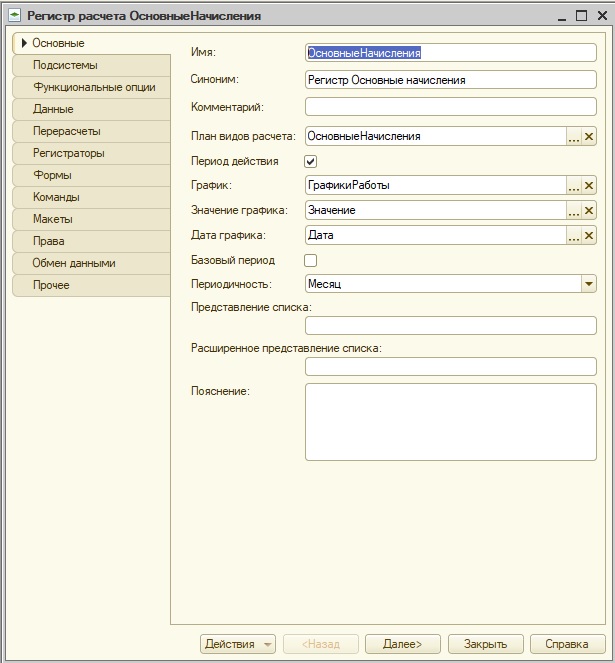 Регистр расчета ОсновныеНачисления
Основные
Подсистемы
Функциональные опции
Данные
Перерасчеты
Регистраторы
Формы
Команды
Макеты
Права
Обмен данными
Прочее
Имя: ОсновныеНачисления
Синоним: Регистр Основные начисления
Комментарий:
План видов расчета: ОсновныеНачисления
Период действия
График: ГрафикиРаботы
Значение графика: Значение
Дата графика: Дата
Базовый период
Периодичность: Месяц
Представление списка:
Расширенное представление списка:
Пояснение:
Действия <Назад Далее> Закрыть Справка